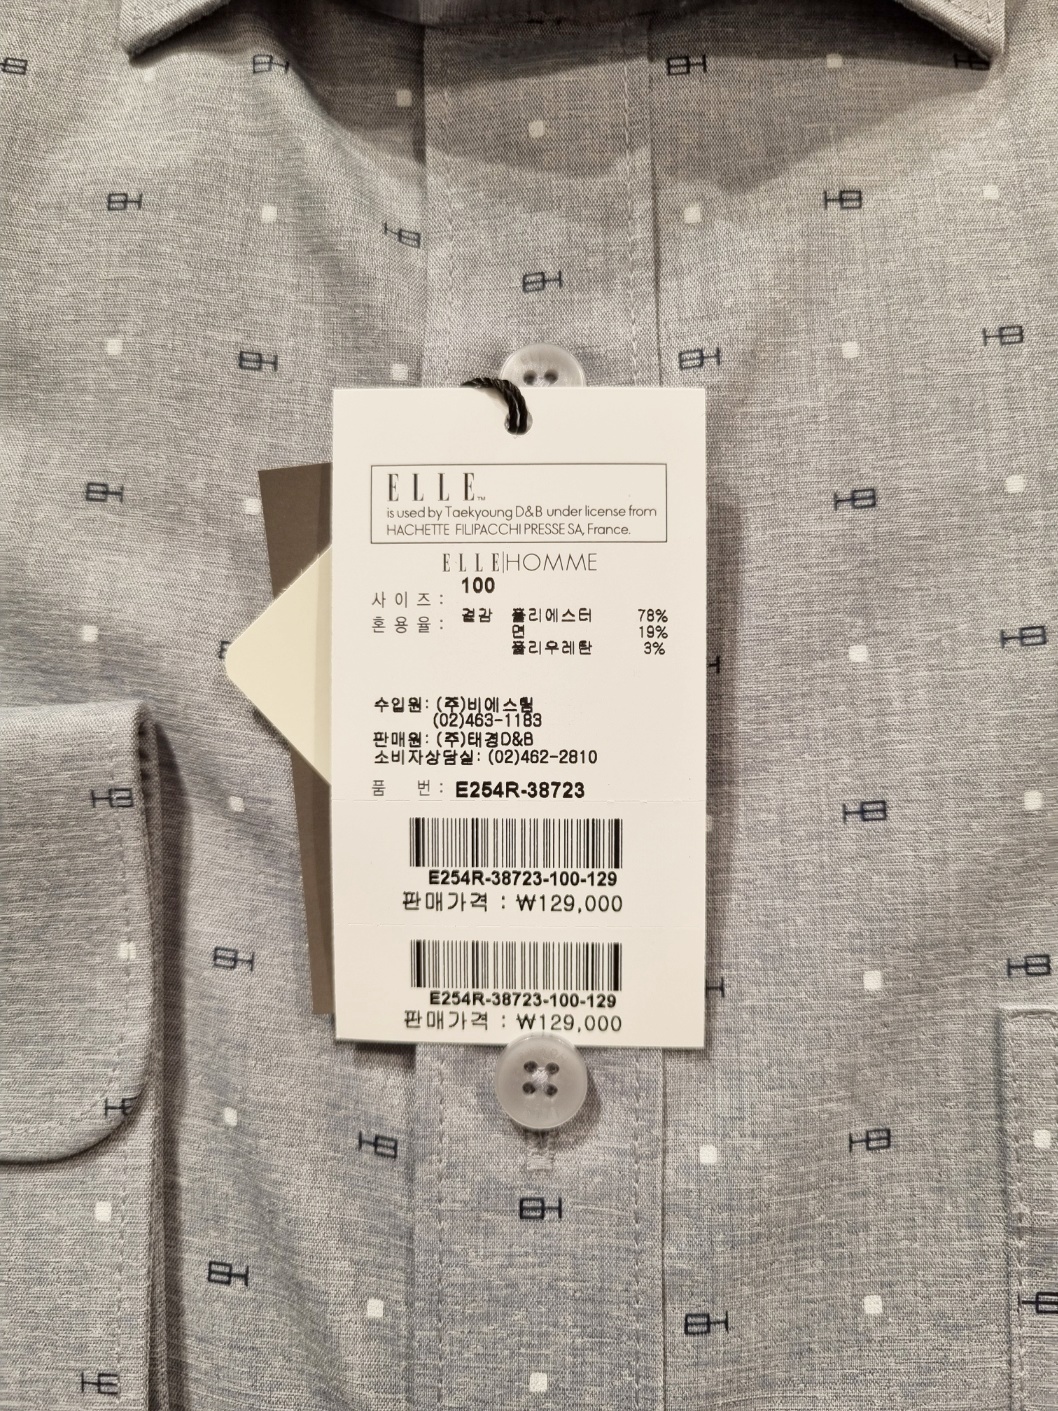 ELLE™
is used by Taekyoung D&B under license from
HACHETTE FILIPACCHI PRESSE SA, France.
ELLE|HOMME
사 이 즈 : 100
혼 용 율 : 겉감 폴리에스터 78%
면 19%
폴리우레탄 3%
수입원: (주)비에스팀
(02)463-1183
판매원: (주)태경D&B
소비자상담실: (02)462-2810
품 번 : E254R-38723
E254R-38723-100-129
판매가격 : ₩129,000
E254R-38723-100-129
판매가격 : ₩129,000